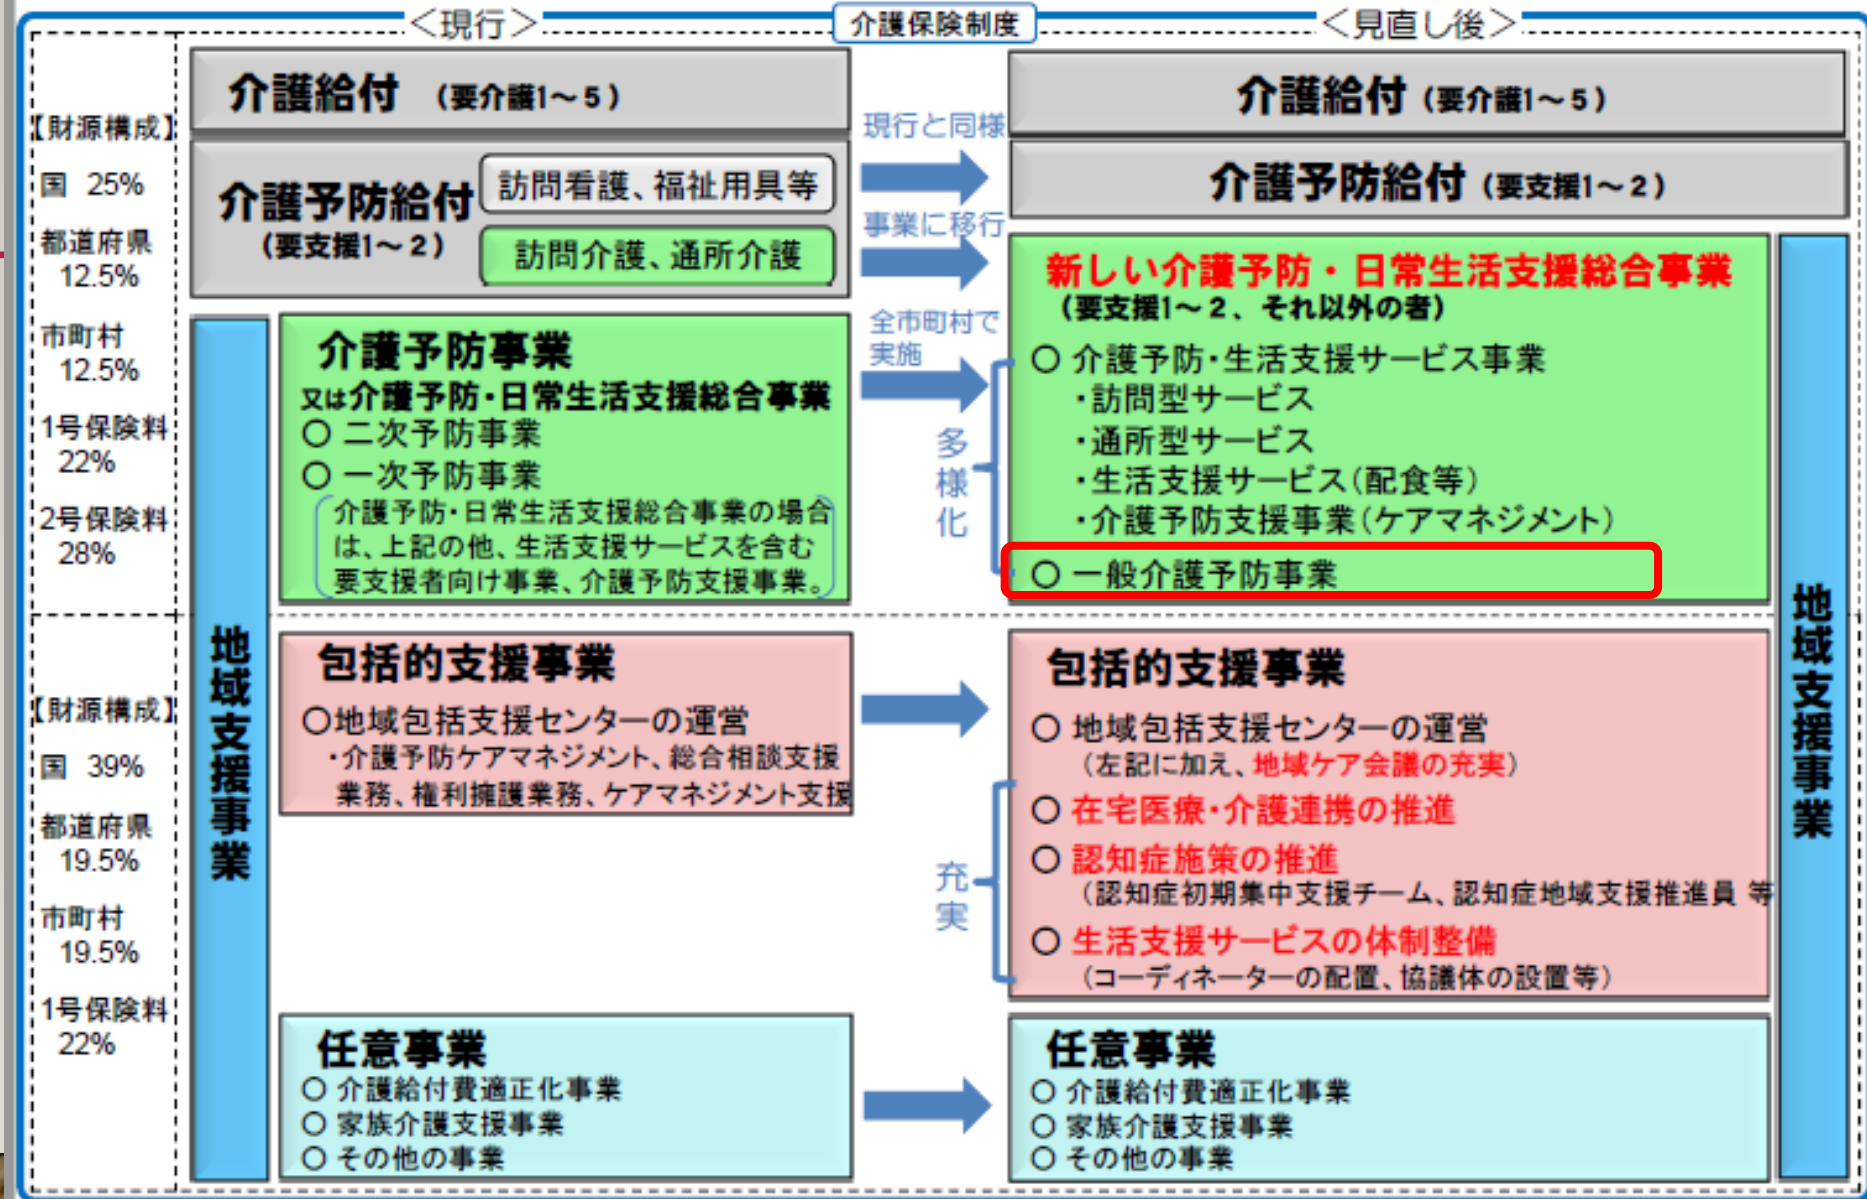 介護保険制度
＜現行＞
＜見直し後＞
【財源構成】
国 25%
都道府県
12.5%
市町村
12.5%
1号保険料
22%
2号保険料
28%
【財源構成】
国 39%
都道府県
19.5%
市町村
19.5%
1号保険料
22%
介護給付 （要介護1～5）
介護予防給付
（要支援1～2）
訪問看護、福祉用具等
訪問介護、通所介護
地域支援事業
介護予防事業
又は介護予防・日常生活支援総合事業
○ 二次予防事業
○ 一次予防事業
介護予防・日常生活支援総合事業の場合
は、上記の他、生活支援サービスを含む
要支援者向け事業、介護予防支援事業。
包括的支援事業
○地域包括支援センターの運営
・介護予防ケアマネジメント、総合相談支援
業務、権利擁護業務、ケアマネジメント支援
任意事業
○ 介護給付費適正化事業
○ 家族介護支援事業
○ その他の事業
現行と同様
事業に移行
全市町村で
実施
多様化
充実
介護給付（要介護1～5）
介護予防給付（要支援1～2）
新しい介護予防・日常生活支援総合事業
（要支援1～2、それ以外の者）
○ 介護予防・生活支援サービス事業
・訪問型サービス
・通所型サービス
・生活支援サービス（配食等）
・介護予防支援事業（ケアマネジメント）
○ 一般介護予防事業
包括的支援事業
○ 地域包括支援センターの運営
（左記に加え、地域ケア会議の充実）
○ 在宅医療・介護連携の推進
○ 認知症施策の推進
（認知症初期集中支援チーム、認知症地域支援推進員 等
○ 生活支援サービスの体制整備
（コーディネーターの配置、協議体の設置等）
任意事業
○ 介護給付費適正化事業
○ 家族介護支援事業
○ その他の事業
地域支援事業